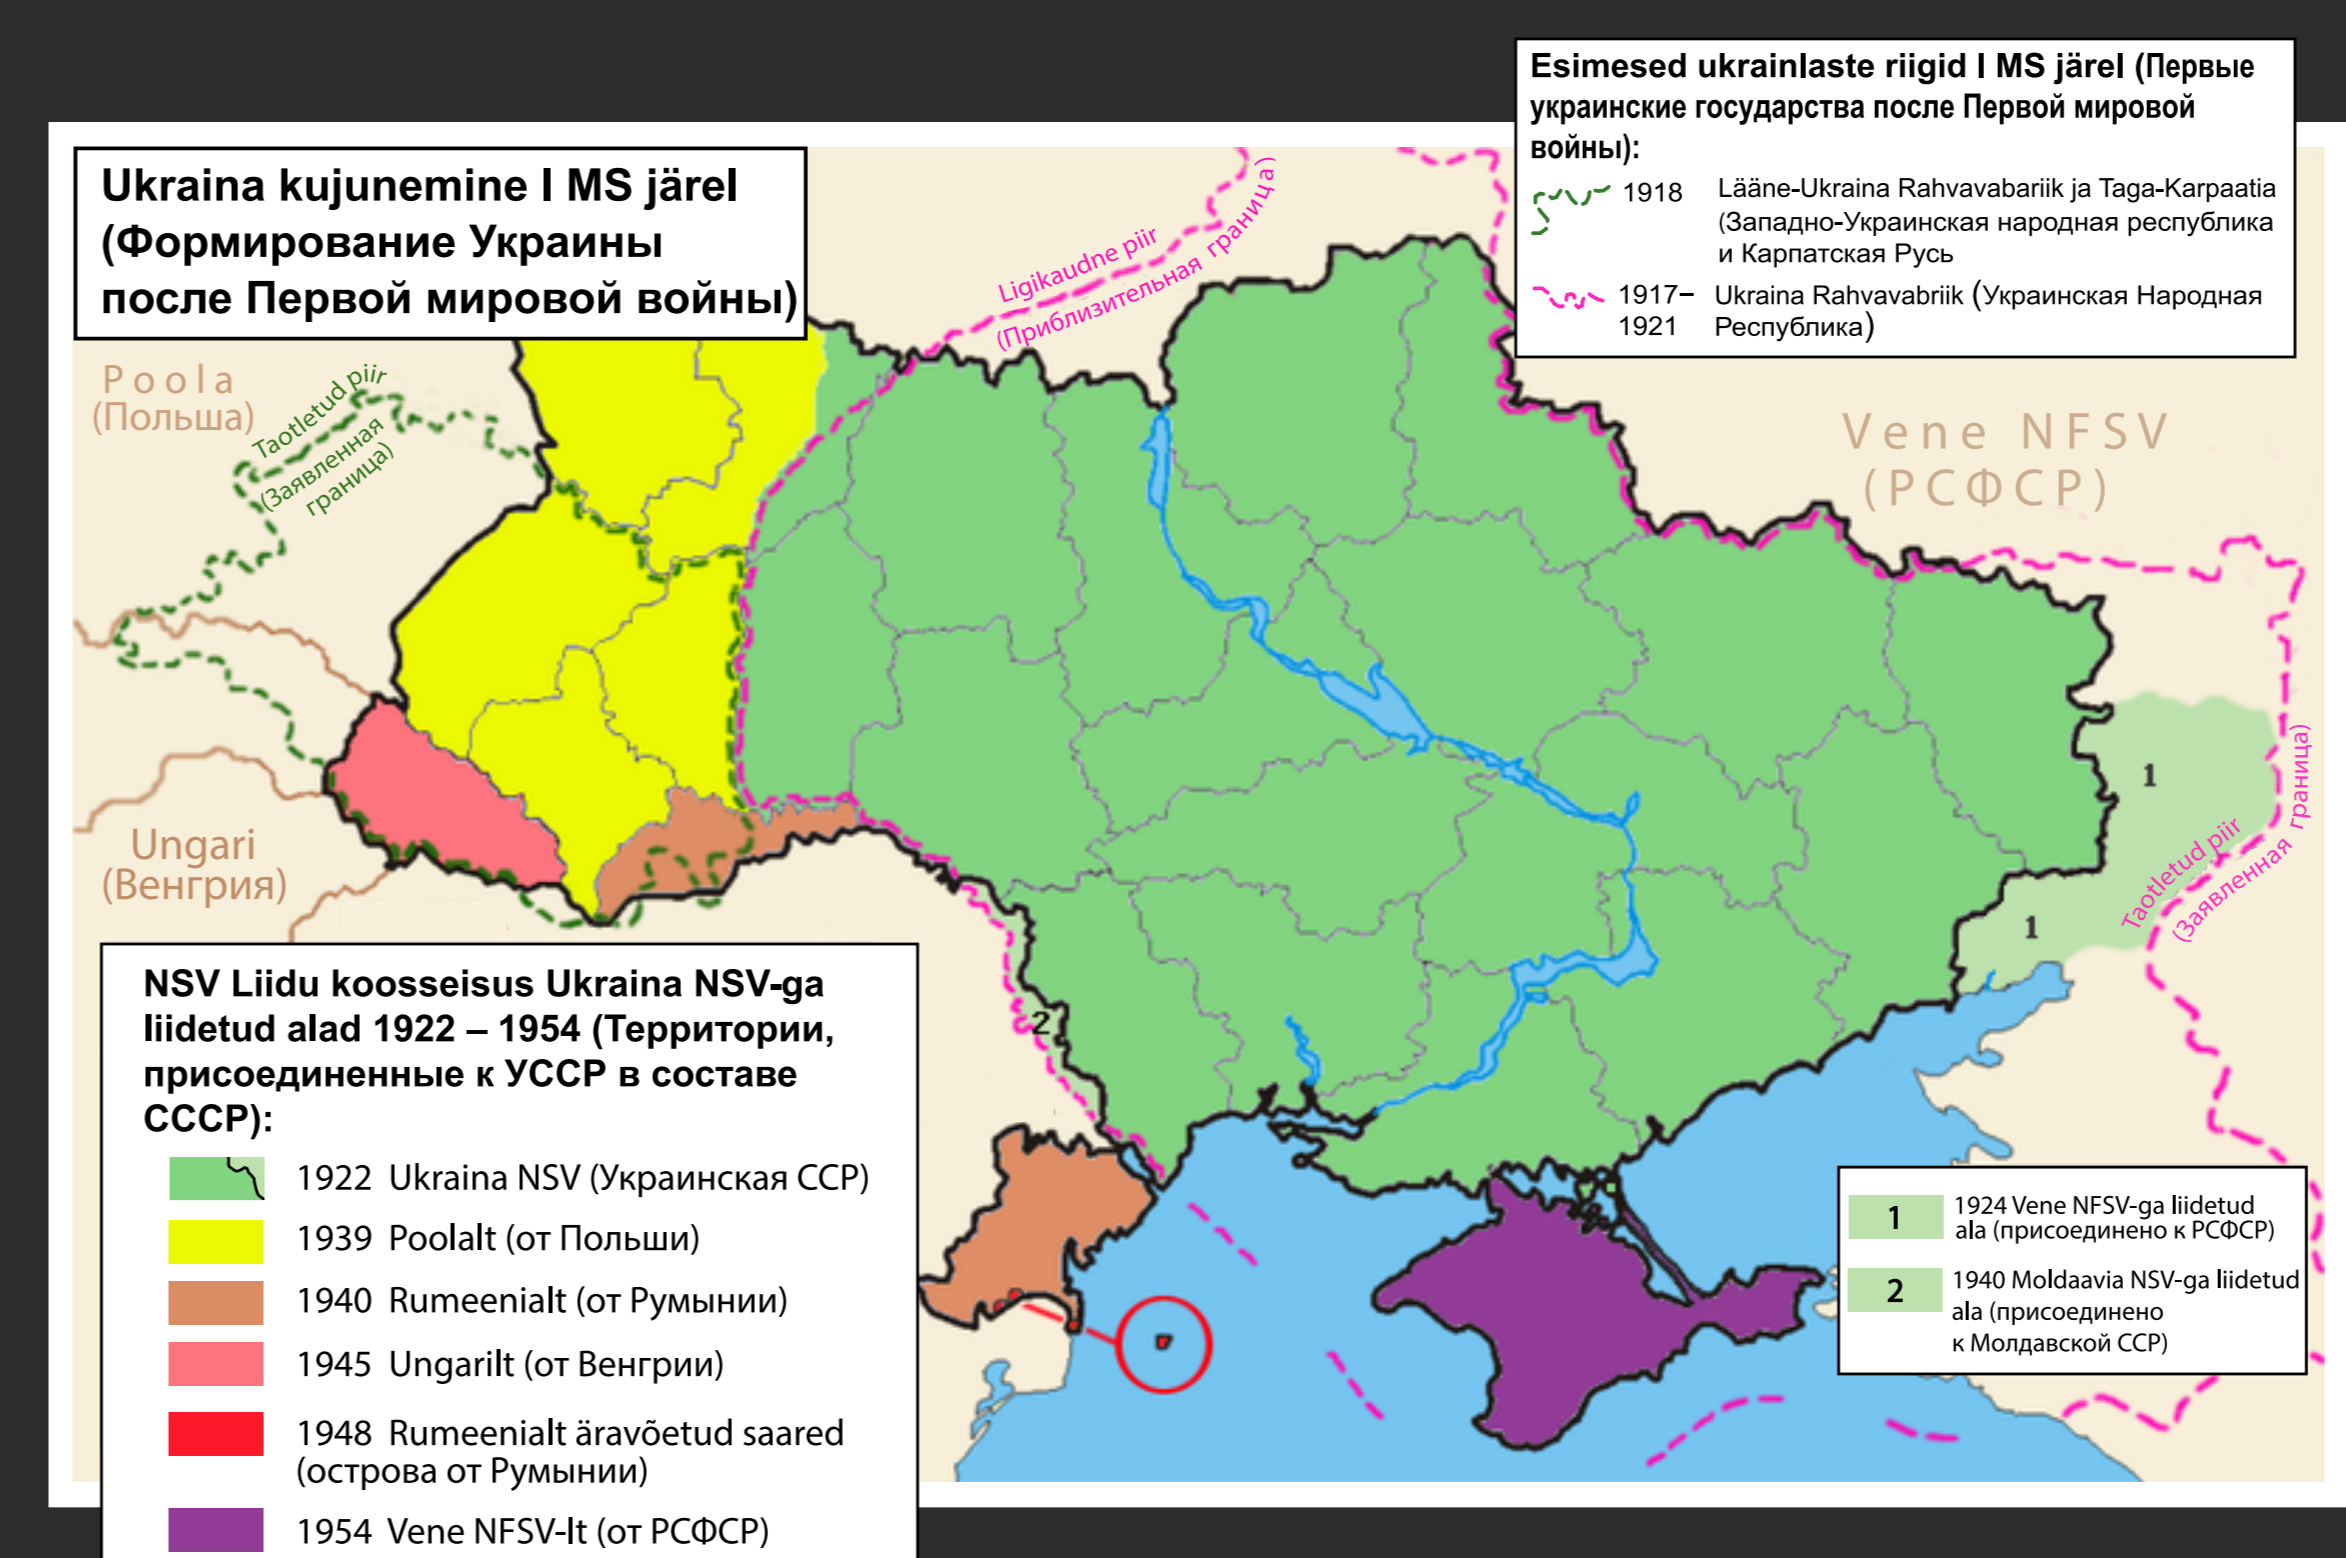 Ukraina kujunemine I MS järel
(Формирование Украины
после Первой мировой войны)
Esimesed ukrainlaste riigid I MS järel (Первые
украинские государства после Первой мировой
войны):
1918 Lääne-Ukraina Rahvavabariik ja Taga-Karpaatia
(Западно-Украинская народная республика
и Карпатская Русь
1917– Ukraina Rahvavabriik (Украинская Народная
1921 Республика)
Ligikaudne piir
(Приблизительная граница)
Poola
(Польша)
Taotletud piir
(Заявленная
граница)
Vene NFSV
(РСФСР)
Ungari
(Венгрия)
1
1
2
Taotletud piir
(Заявленная граница)
NSV Liidu koosseisus Ukraina NSV-ga
liidetud alad 1922 – 1954 (Территории,
присоединенные к УССР в составе
СССР):
1922 Ukraina NSV (Украинская ССР)
1939 Poolalt (от Польши)
1940 Rumeenialt (от Румынии)
1945 Ungarilt (от Венгрии)
1948 Rumeenialt äravõetud saared
(острова от Румынии)
1954 Vene NFSV-lt (от РСФСР)
1 1924 Vene NFSV-ga liidetud
ala (присоединено к РСФСР)
2 1940 Moldaavia NSV-ga liidetud
ala (присоединено
к Молдавской ССР)